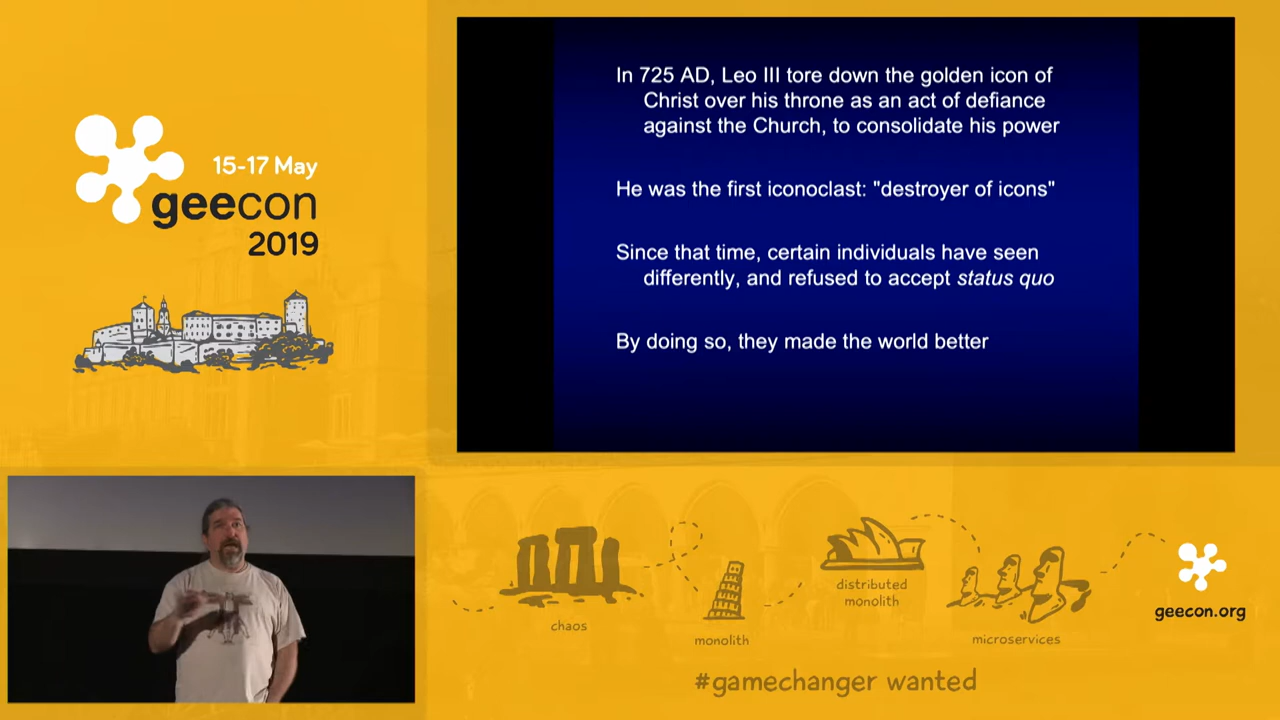 15-17 May
geecon
2019
In 725 AD, Leo III tore down the golden icon of
Christ over his throne as an act of defiance
against the Church, to consolidate his power
He was the first iconoclast: "destroyer of icons"
Since that time, certain individuals have seen
differently, and refused to accept status quo
By doing so, they made the world better
chaos
monolith
distributed
monolith
microservices
geecon.org
#gamechanger wanted